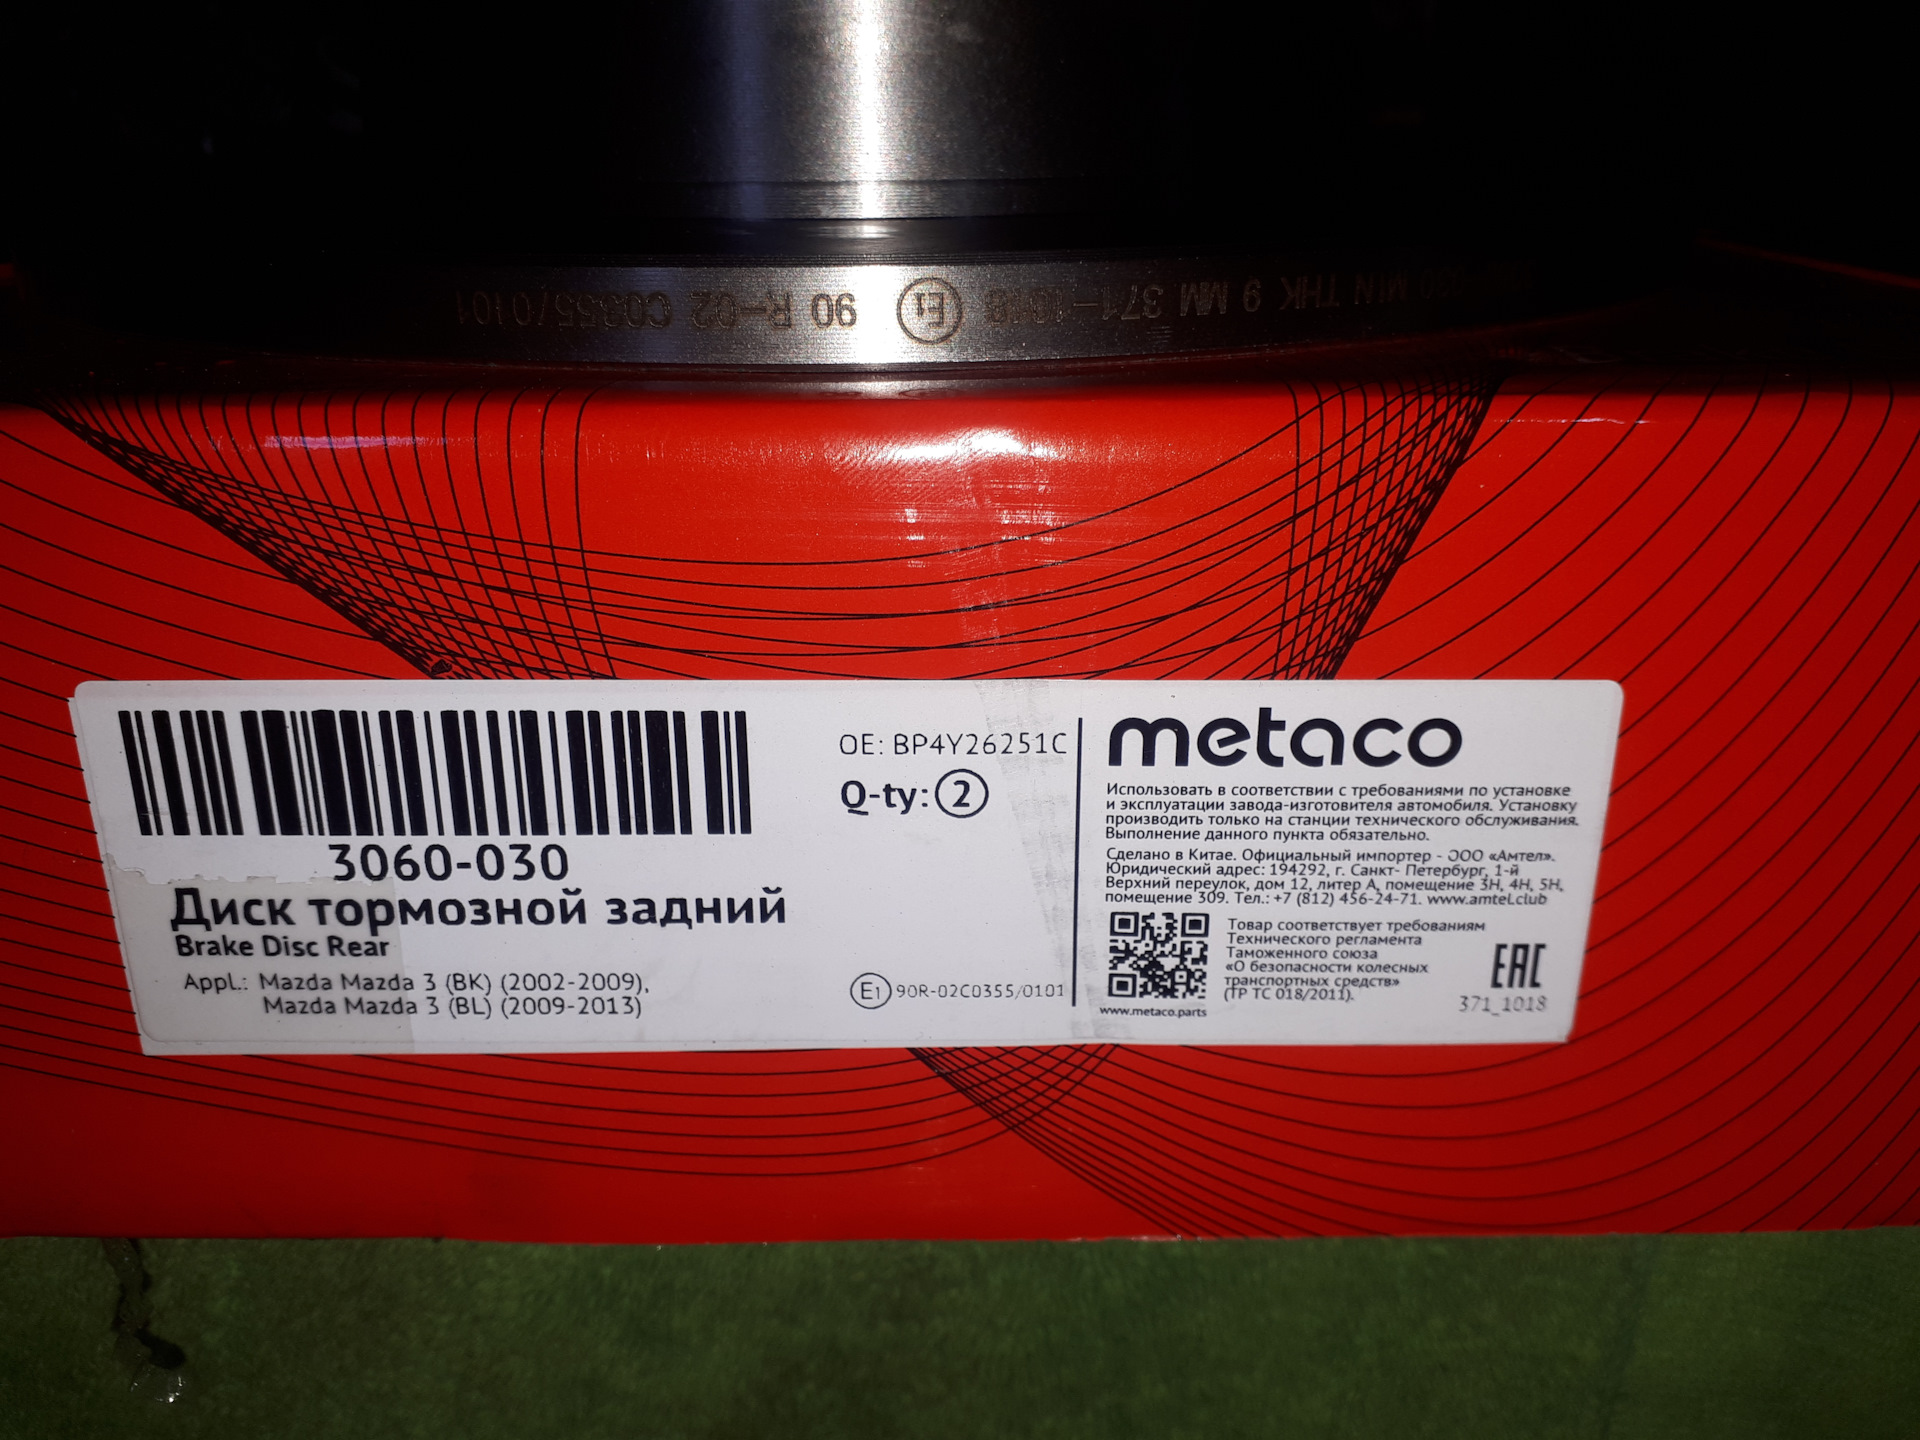 MIN THK 9 MM 371-1018 E1 90 R-02 C0355/0101
3060-030
Диск тормозной задний
Brake Disc Rear
Appl.: Mazda Mazda 3 (BK) (2002-2009),
Mazda Mazda 3 (BL) (2009-2013)
OE: BP4Y26251C
Q-ty: 2
E1 90R-02C0355/0101
metaco
Использовать в соответствии с требованиями по установке
и эксплуатации завода-изготовителя автомобиля. Установку
производить только на станции технического обслуживания.
Выполнение данного пункта обязательно.
Сделано в Китае. Официальный импортер - ООО «Амтел».
Юридический адрес: 194292, г. Санкт- Петербург, 1-й
Верхний переулок, дом 12, литер А, помещение 3Н, 4Н, 5Н,
помещение 309. Тел.: +7 (812) 456-24-71. www.amtel.club
Товар соответствует требованиям
Технического регламента
Таможенного союза
«О безопасности колесных
транспортных средств»
(ТР ТС 018/2011).
EAC
371_1018
www.metaco.parts